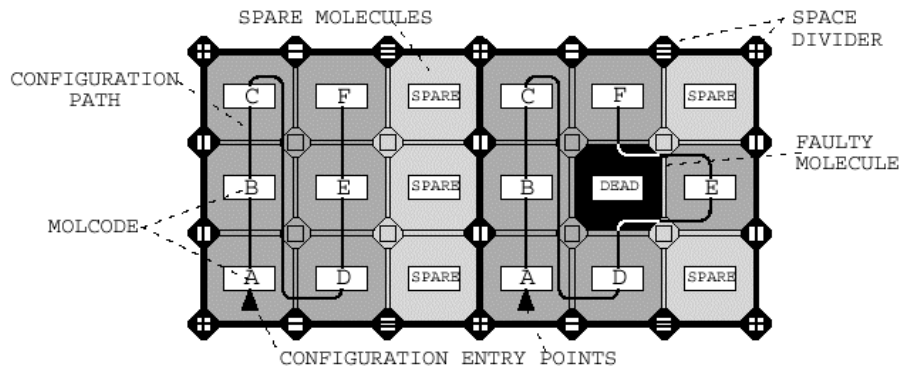 SPARE MOLECULES
SPACE
DIVIDER
CONFIGURATION
PATH
C F SPARE C F SPARE
FAULTY
MOLECULE
B E SPARE B DEAD E
MOLCODE
A D SPARE A D SPARE
CONFIGURATION ENTRY POINTS